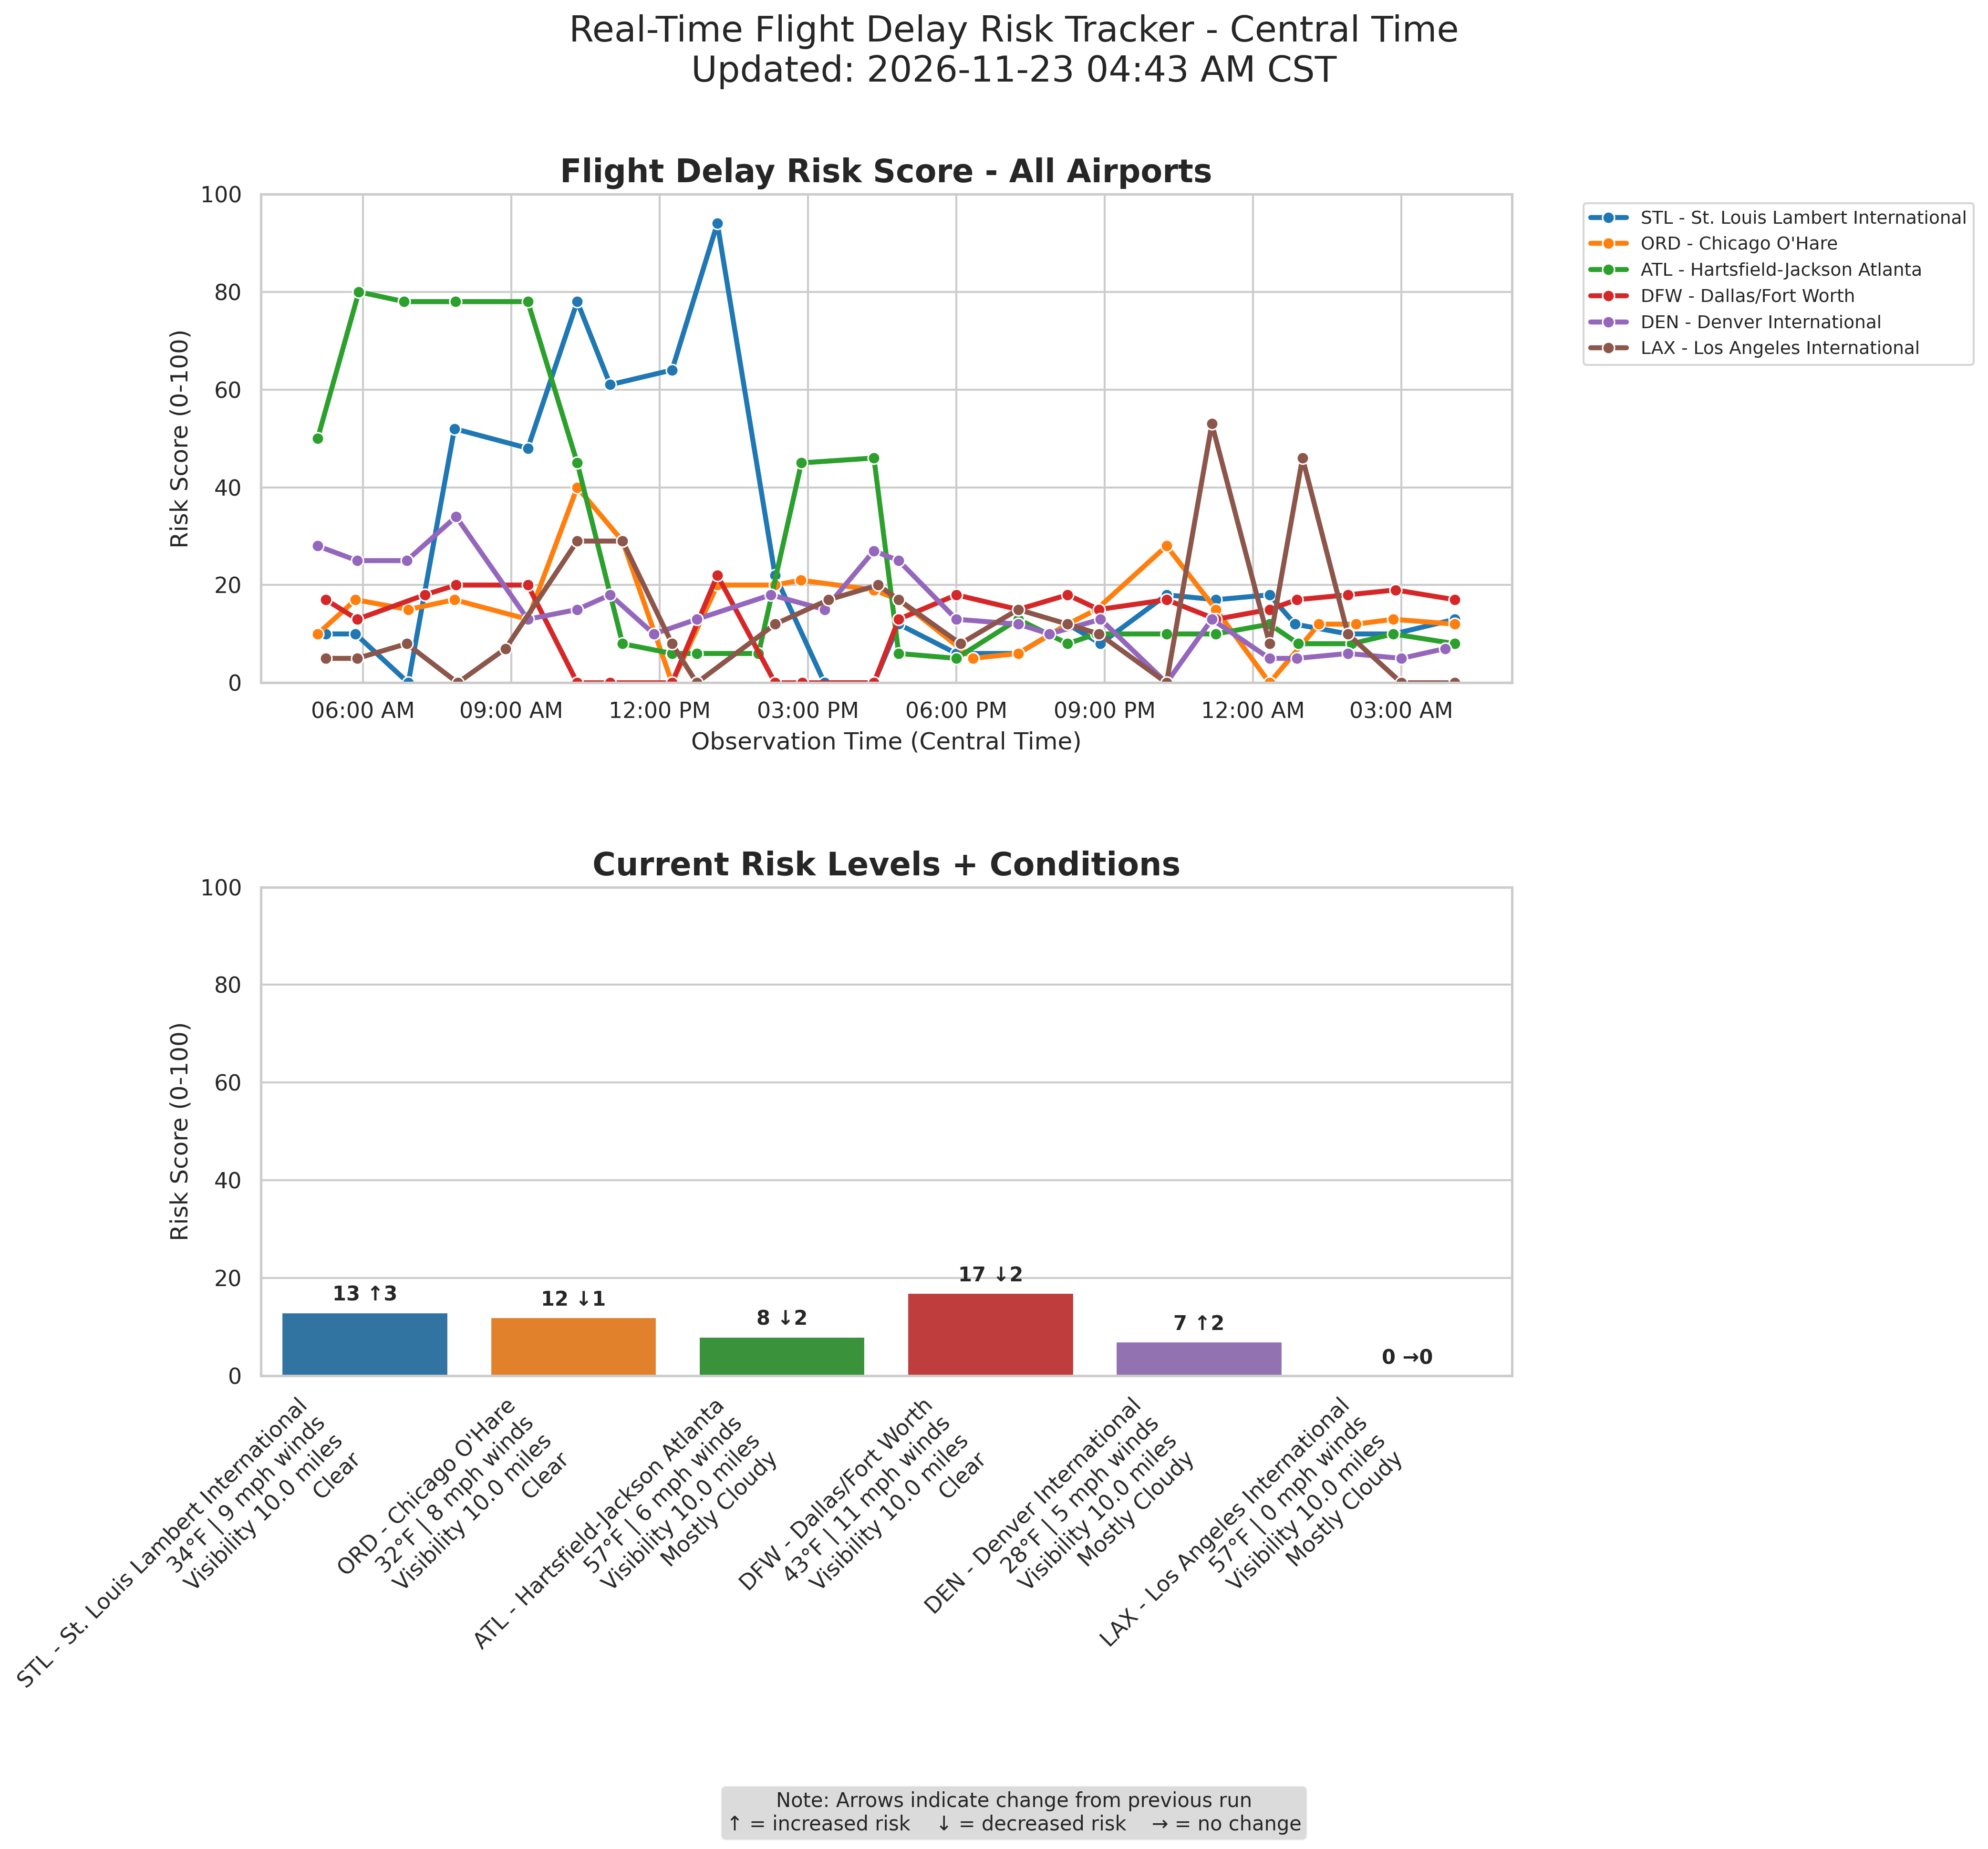 Real-Time Flight Delay Risk Tracker - Central Time
Updated: 2026-11-23 04:43 AM CST
Flight Delay Risk Score - All Airports
Risk Score (0-100)
100
80
60
40
20
0
06:00 AM
09:00 AM
12:00 PM
03:00 PM
06:00 PM
09:00 PM
12:00 AM
03:00 AM
Observation Time (Central Time)
STL - St. Louis Lambert International
ORD - Chicago O'Hare
ATL - Hartsfield-Jackson Atlanta
DFW - Dallas/Fort Worth
DEN - Denver International
LAX - Los Angeles International
Current Risk Levels + Conditions
Risk Score (0-100)
100
80
60
40
20
0
13 ↑3
12 ↓1
8 ↓2
17 ↓2
7 ↑2
0 →0
STL - St. Louis Lambert International
34°F | 9 mph winds
Visibility 10.0 miles
Clear
ORD - Chicago O'Hare
32°F | 8 mph winds
Visibility 10.0 miles
Clear
ATL - Hartsfield-Jackson Atlanta
57°F | 6 mph winds
Visibility 10.0 miles
Mostly Cloudy
DFW - Dallas/Fort Worth
43°F | 11 mph winds
Visibility 10.0 miles
Clear
DEN - Denver International
28°F | 5 mph winds
Visibility 10.0 miles
Mostly Cloudy
LAX - Los Angeles International
57°F | 0 mph winds
Visibility 10.0 miles
Mostly Cloudy
Note: Arrows indicate change from previous run
↑ = increased risk ↓ = decreased risk → = no change